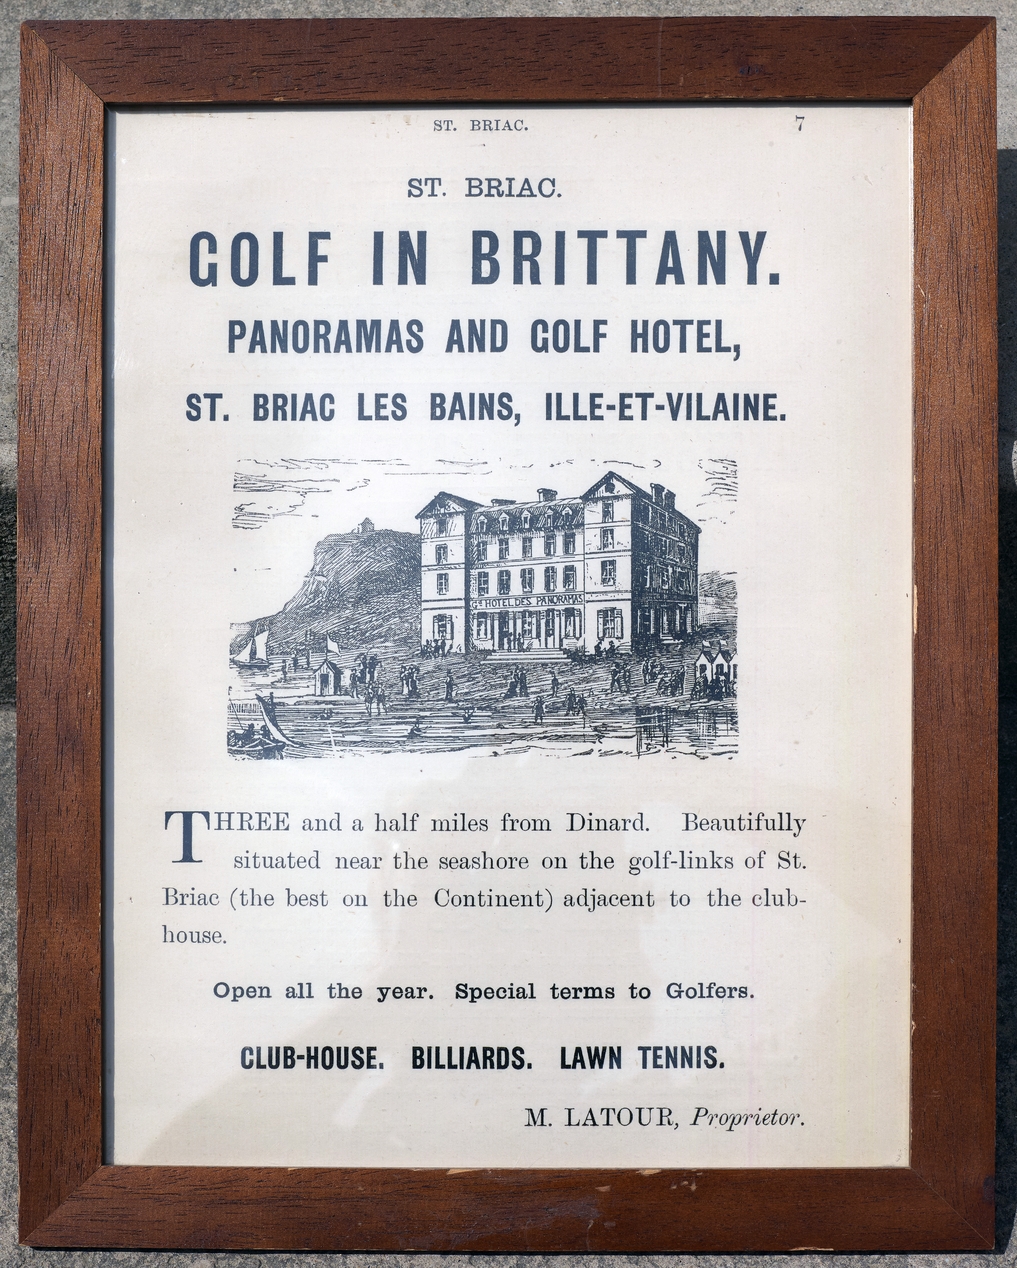 ST. BRIAC. 7
ST. BRIAC.
GOLF IN BRITTANY.
PANORAMAS AND GOLF HOTEL,
ST. BRIAC LES BAINS, ILLE-ET-VILAINE.
GD HOTEL DES PANORAMAS
THREE and a half miles from Dinard. Beautifully
situated near the seashore on the golf-links of St.
Briac (the best on the Continent) adjacent to the club-
house.
Open all the year. Special terms to Golfers.
CLUB-HOUSE. BILLIARDS. LAWN TENNIS.
M. LATOUR, Proprietor.